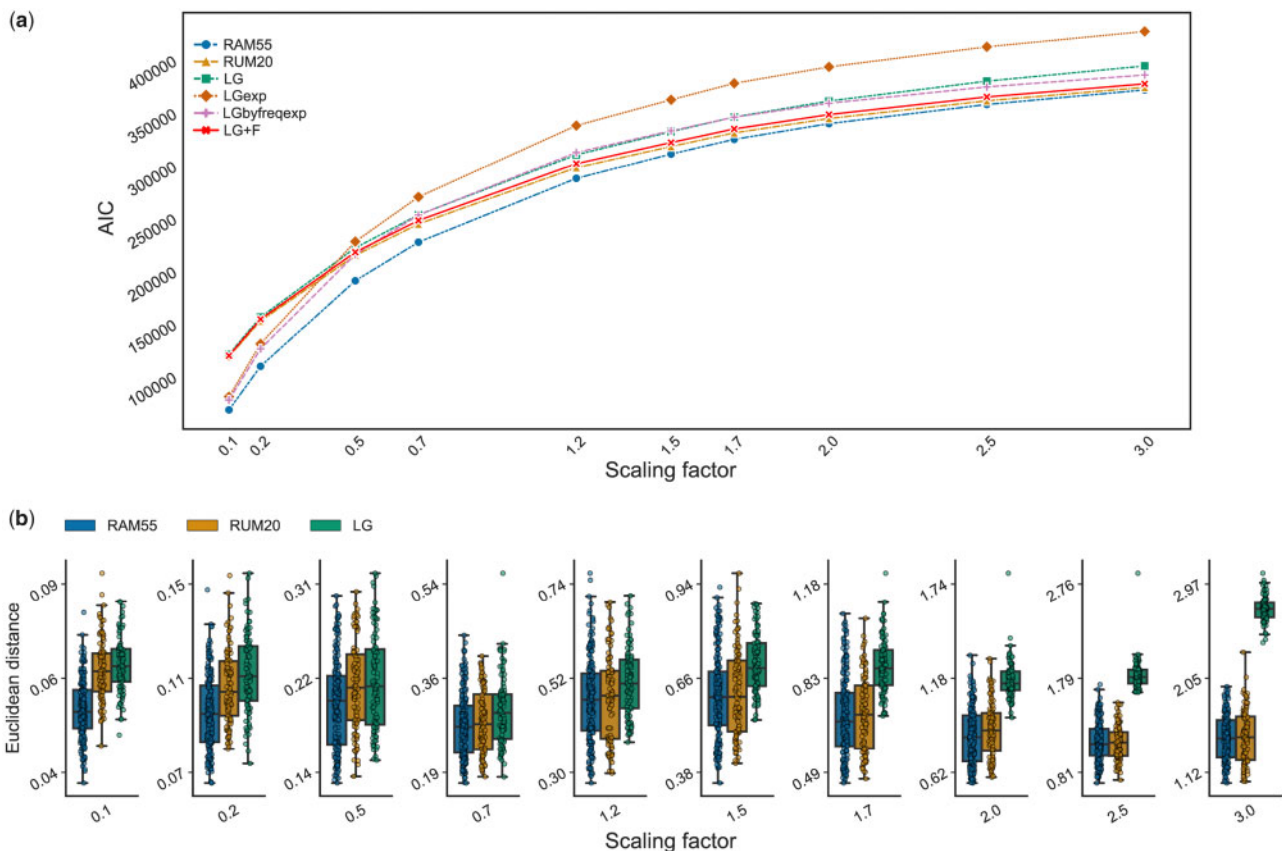 (a)
RAM55
RUM20
LG
LGexp
LGbyfreqexp
LG+F
AIC
400000
350000
300000
250000
200000
150000
100000
0.1 0.2 0.5 0.7 1.2 1.5 1.7 2.0 2.5 3.0
Scaling factor
(b) RAM55 RUM20 LG
Euclidean distance
0.09 0.15 0.31 0.54 0.74 0.94 1.18 1.74 2.76 2.97
0.06 0.11 0.22 0.36 0.52 0.66 0.83 1.18 1.79 2.05
0.04 0.07 0.14 0.19 0.30 0.38 0.49 0.62 0.81 1.12
0.1 0.2 0.5 0.7 1.2 1.5 1.7 2.0 2.5 3.0
Scaling factor